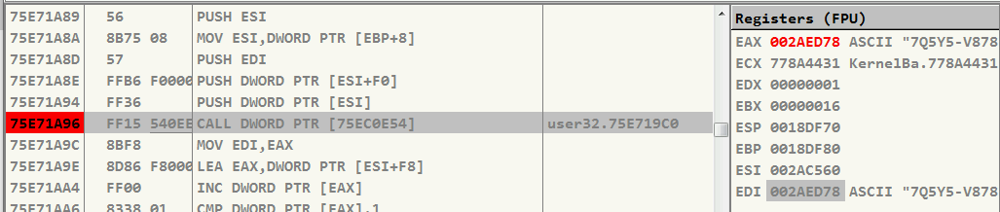 75E71A89 56 PUSH ESI
75E71A8A 8B75 08 MOV ESI,DWORD PTR [EBP+8]
75E71A8D 57 PUSH EDI
75E71A8E FFB6 F0000 PUSH DWORD PTR [ESI+F0]
75E71A94 FF36 PUSH DWORD PTR [ESI]
75E71A96 FF15 540EE CALL DWORD PTR [75EC0E54] user32.75E719C0
75E71A9C 8BF8 MOV EDI,EAX
75E71A9E 8D86 F8000 LEA EAX,DWORD PTR [ESI+F8]
75E71AA4 FF00 INC DWORD PTR [EAX]
75E71AA6 8338 01 CMP DWORD PTR [EAX],1
Registers (FPU)
EAX 002AED78 ASCII "7Q5Y5-V878
ECX 778A4431 KernelBa.778A4431
EDX 00000001
EBX 00000016
ESP 0018DF70
EBP 0018DF80
ESI 002AC560
EDI 002AED78 ASCII "7Q5Y5-V878